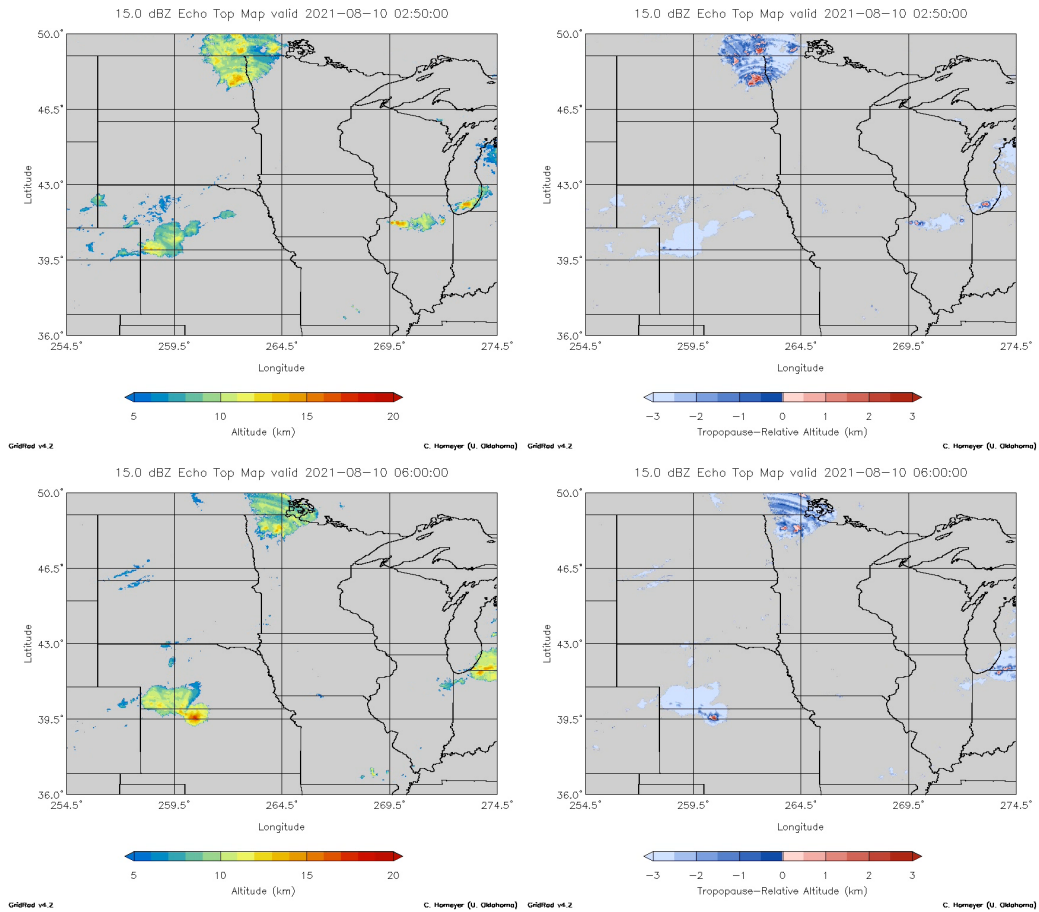 15.0 dBZ Echo Top Map valid 2021-08-10 02:50:00
50.0°
46.5
43.0
39.5
36.0°
Latitude
254.5°
259.5
264.5
269.5
274.5°
Longitude
5
10
15
20
Altitude (km)
GridRad v4.2
C. Homeyer (U. Oklahoma)
15.0 dBZ Echo Top Map valid 2021-08-10 02:50:00
50.0°
46.5
43.0
39.5
36.0°
Latitude
254.5°
259.5
264.5
269.5
274.5°
Longitude
−3
−2
−1
0
1
2
3
Tropopause−Relative Altitude (km)
GridRad v4.2
C. Homeyer (U. Oklahoma)
15.0 dBZ Echo Top Map valid 2021-08-10 06:00:00
50.0°
46.5
43.0
39.5
36.0°
Latitude
254.5°
259.5
264.5
269.5
274.5°
Longitude
5
10
15
20
Altitude (km)
GridRad v4.2
C. Homeyer (U. Oklahoma)
15.0 dBZ Echo Top Map valid 2021-08-10 06:00:00
50.0°
46.5
43.0
39.5
36.0°
Latitude
254.5°
259.5
264.5
269.5
274.5°
Longitude
−3
−2
−1
0
1
2
3
Tropopause−Relative Altitude (km)
GridRad v4.2
C. Homeyer (U. Oklahoma)